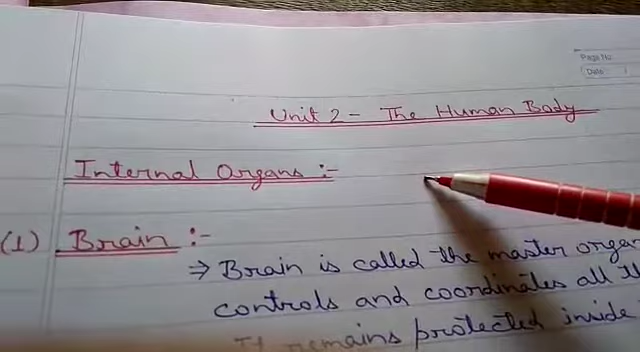 Page No
Date
Unit 2 - The Human Body
Internal Organs :-
(1) Brain :-
⇒ Brain is called the master organ
controls and coordinates all
It remains protected inside